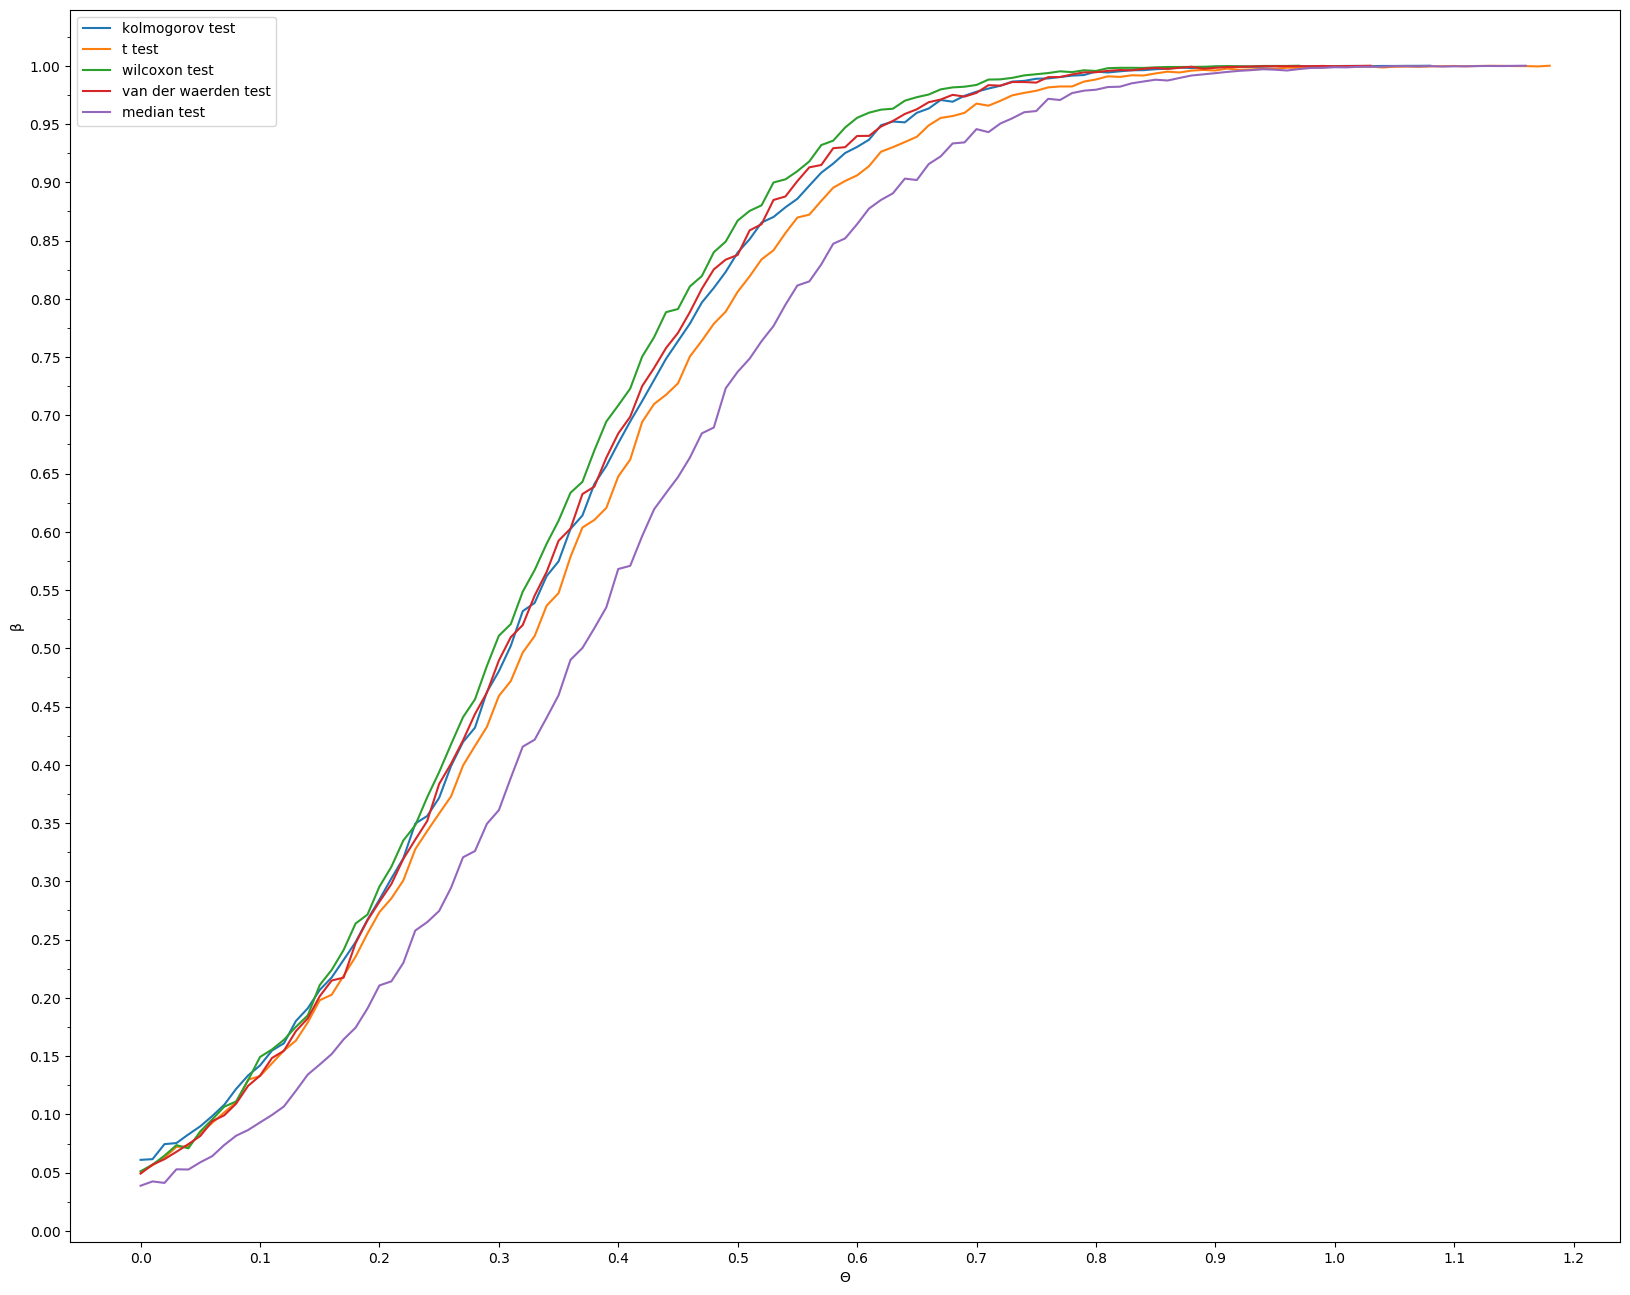 kolmogorov test
t test
wilcoxon test
van der waerden test
median test
1.00
0.95
0.90
0.85
0.80
0.75
0.70
0.65
0.60
0.55
0.50
0.45
0.40
0.35
0.30
0.25
0.20
0.15
0.10
0.05
0.00
β
0.0 0.1 0.2 0.3 0.4 0.5 0.6 0.7 0.8 0.9 1.0 1.1 1.2
Θ